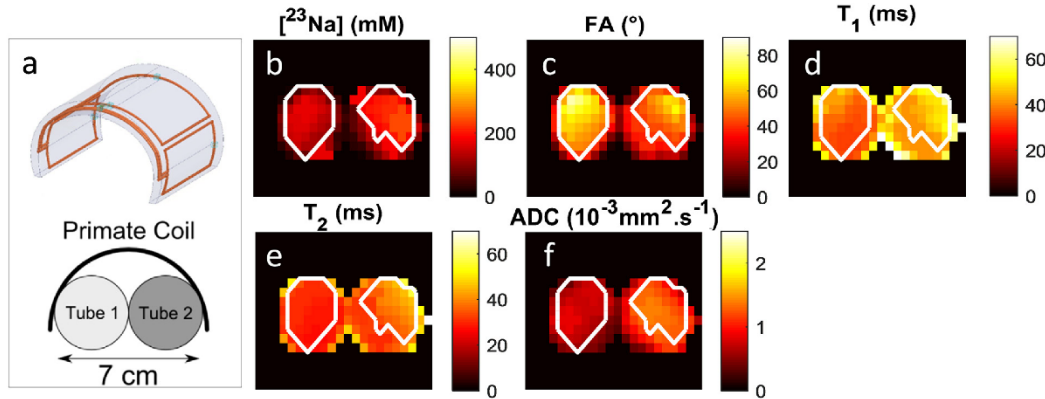 a
Primate Coil
Tube 1 Tube 2
7 cm
[²³Na] (mM)
b
400
200
0
FA (°)
c
80
60
40
20
0
T₁ (ms)
d
60
40
20
0
T₂ (ms)
e
60
40
20
0
ADC (10⁻³mm².s⁻¹)
f
2
1
0